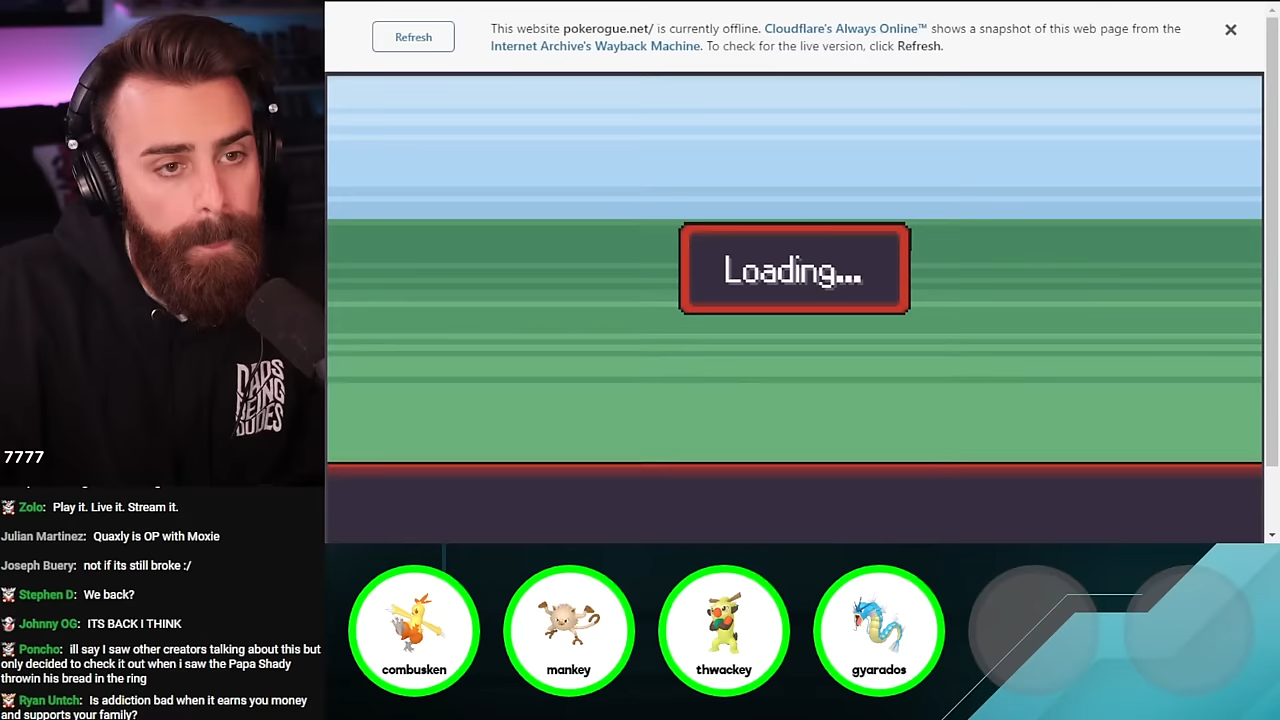 Refresh
This website pokerogue.net/ is currently offline. Cloudflare's Always Online™ shows a snapshot of this web page from the
Internet Archive's Wayback Machine. To check for the live version, click Refresh.
Loading...
DADS
BEING
DUDES
7777
Zolo: Play it. Live it. Stream it.
Julian Martinez: Quaxly is OP with Moxie
Joseph Buery: not if its still broke :/
Stephen D: We back?
Johnny OG: ITS BACK I THINK
Poncho: ill say I saw other creators talking about this but
only decided to check it out when i saw the Papa Shady
throwin his bread in the ring
Ryan Untch: Is addiction bad when it earns you money
and supports your family?
combusken
mankey
thwackey
gyarados